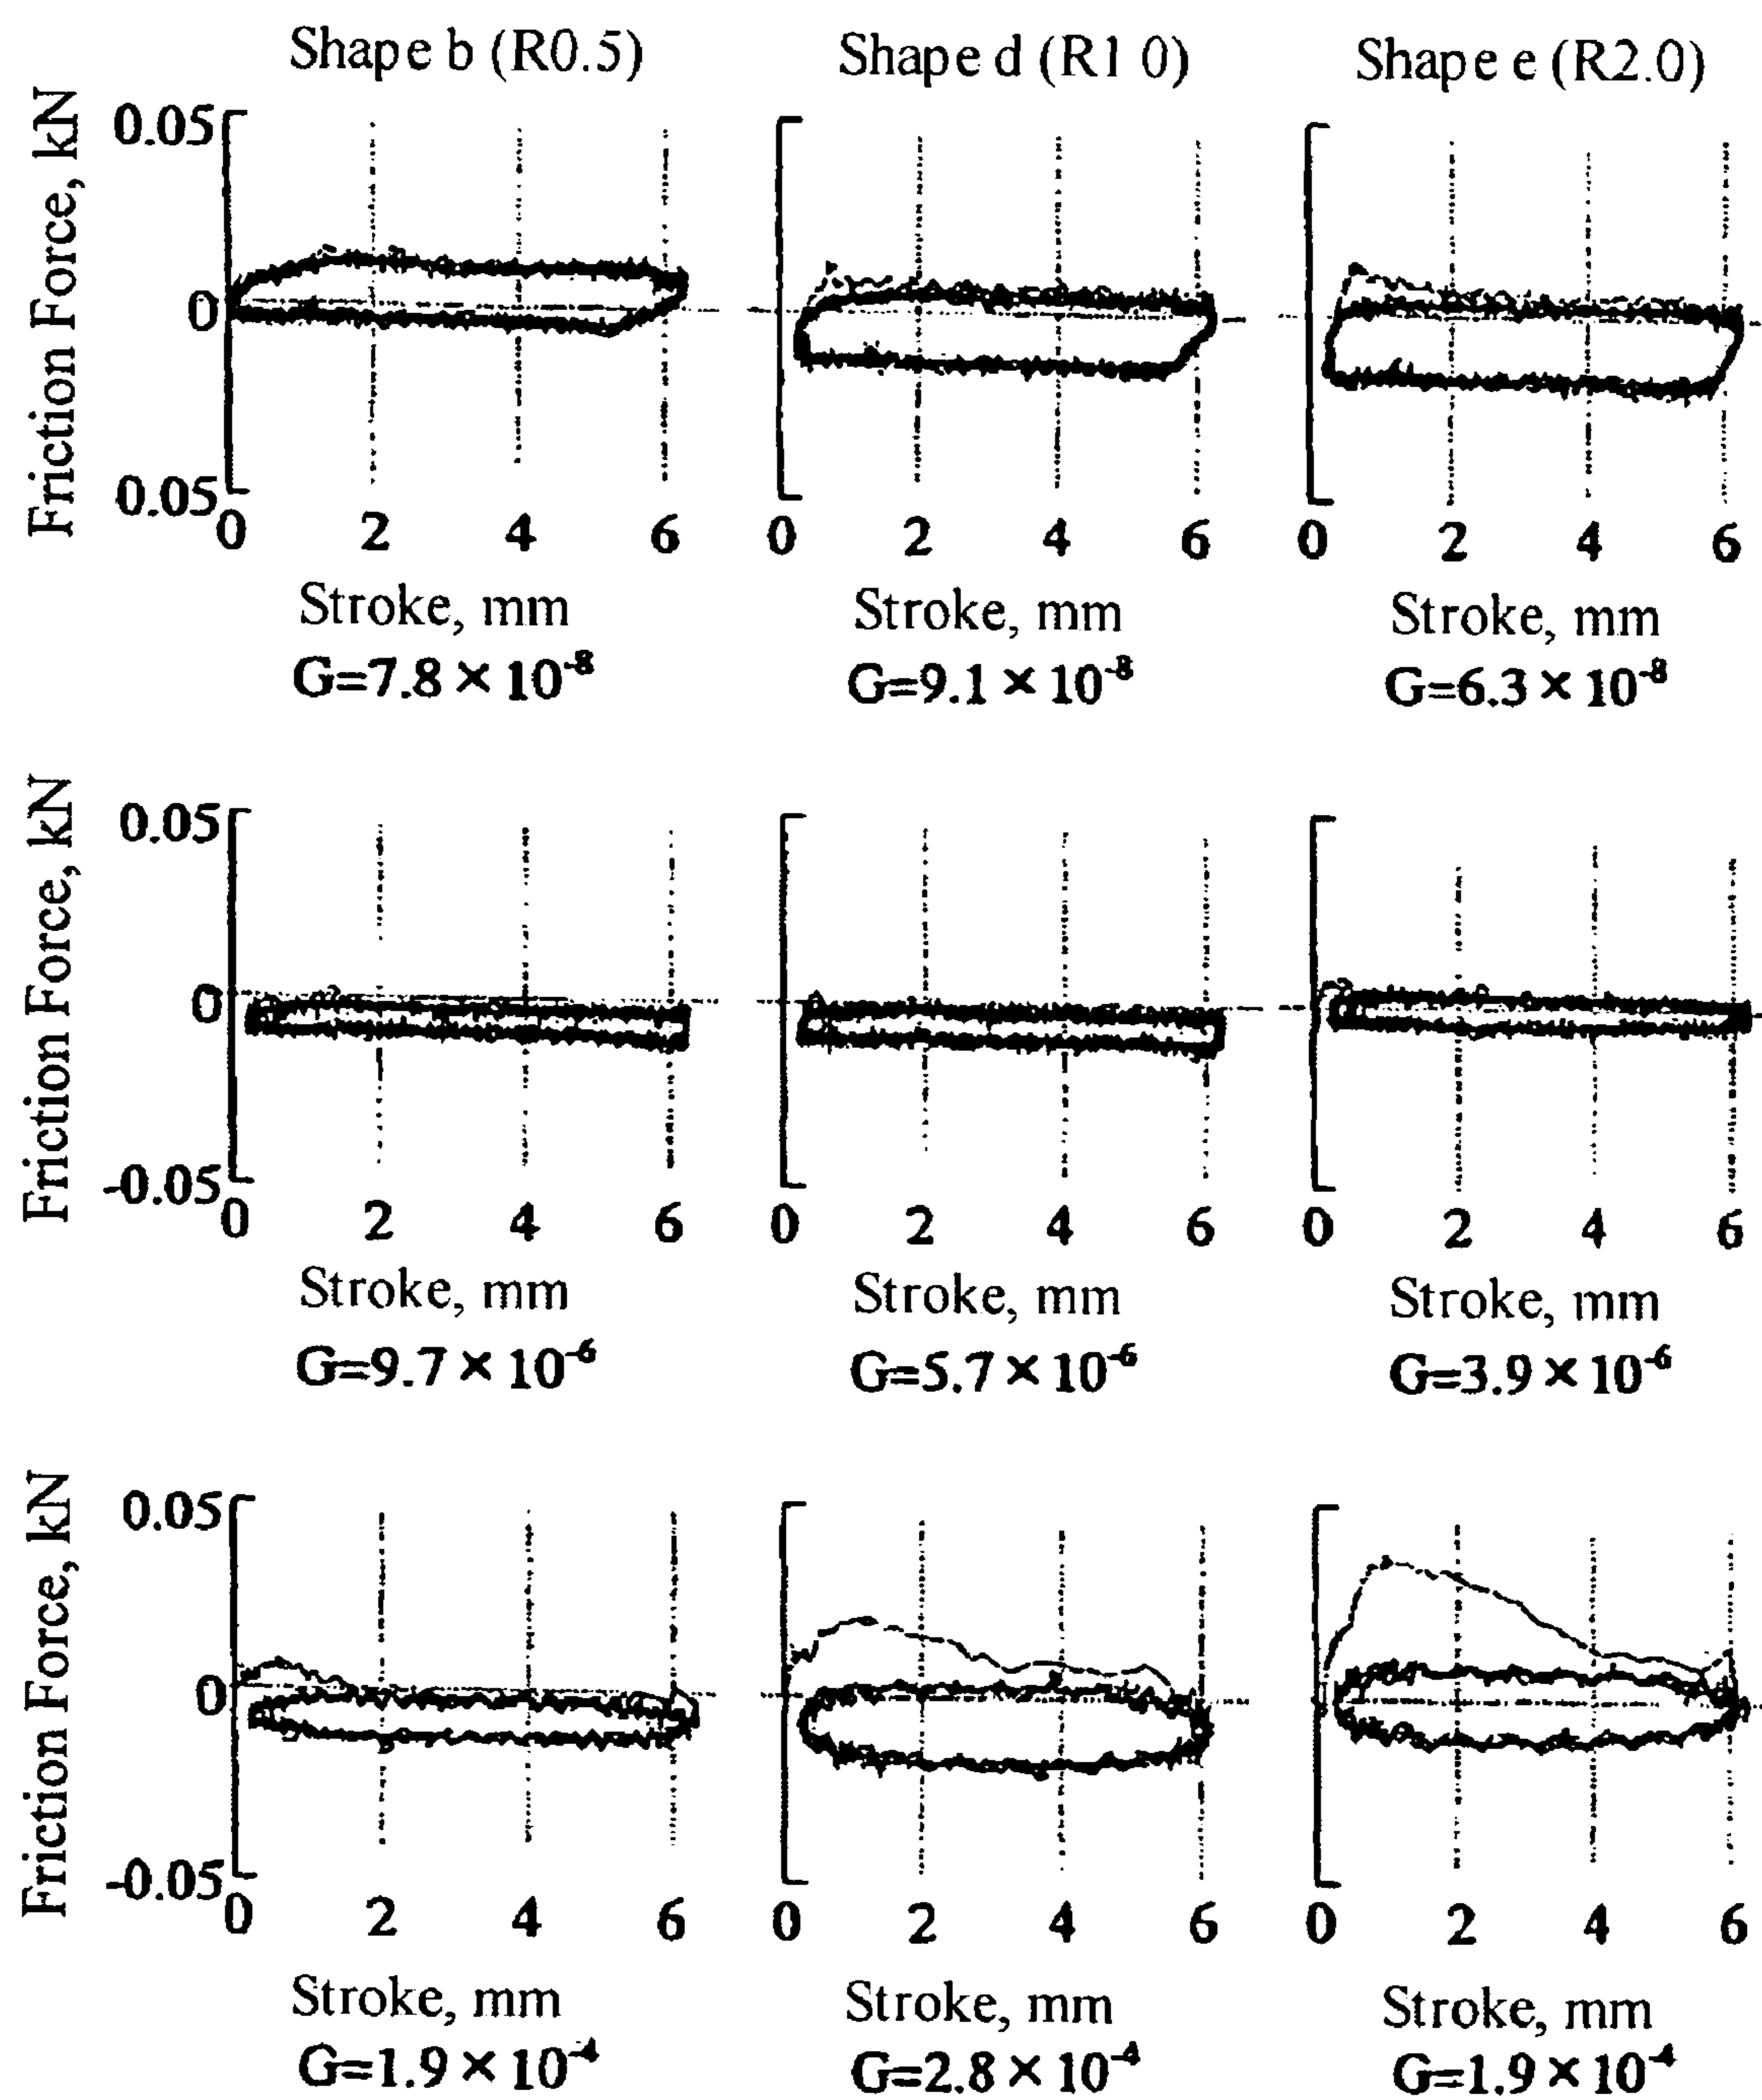 Shape b (R0.5) Shape d (R1 0) Shape e (R2.0)
Friction Force, kN
0.05
0
0.05
0 2 4 6 0 2 4 6 0 2 4 6
Stroke, mm Stroke, mm Stroke, mm
G=7.8 × 10⁻⁸ G=9.1 × 10⁻⁸ G=6.3 × 10⁻⁸
Friction Force, kN
0.05
0
-0.05
0 2 4 6 0 2 4 6 0 2 4 6
Stroke, mm Stroke, mm Stroke, mm
G=9.7 × 10⁻⁶ G=5.7 × 10⁻⁶ G=3.9 × 10⁻⁶
Friction Force, kN
0.05
0
-0.05
0 2 4 6 0 2 4 6 0 2 4 6
Stroke, mm Stroke, mm Stroke, mm
G=1.9 × 10⁻⁴ G=2.8 × 10⁻⁴ G=1.9 × 10⁻⁴